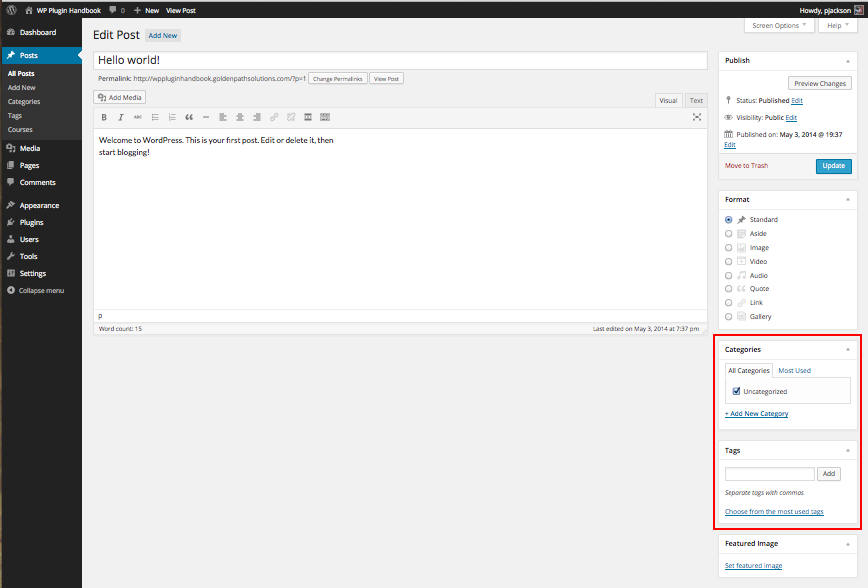 WP Plugin Handbook 0 New View Post Howdy, pjackson
Screen Options Help
Dashboard
Posts
All Posts
Add New
Categories
Tags
Courses
Media
Pages
Comments
Appearance
Plugins
Users
Tools
Settings
Collapse menu
Edit Post Add New
Hello world!
Permalink: http://wppluginhandbook.goldenpathsolutions.com/?p=1 Change Permalinks View Post
Add Media Visual Text
B I ABC
Welcome to WordPress. This is your first post. Edit or delete it, then
start blogging!
p
Word count: 15 Last edited on May 3, 2014 at 7:37 pm
Publish
Preview Changes
Status: Published Edit
Visibility: Public Edit
Published on: May 3, 2014 @ 19:37
Edit
Move to Trash Update
Format
Standard
Aside
Image
Video
Audio
Quote
Link
Gallery
Categories
All Categories Most Used
Uncategorized
+ Add New Category
Tags
Add
Separate tags with commas
Choose from the most used tags
Featured Image
Set featured image